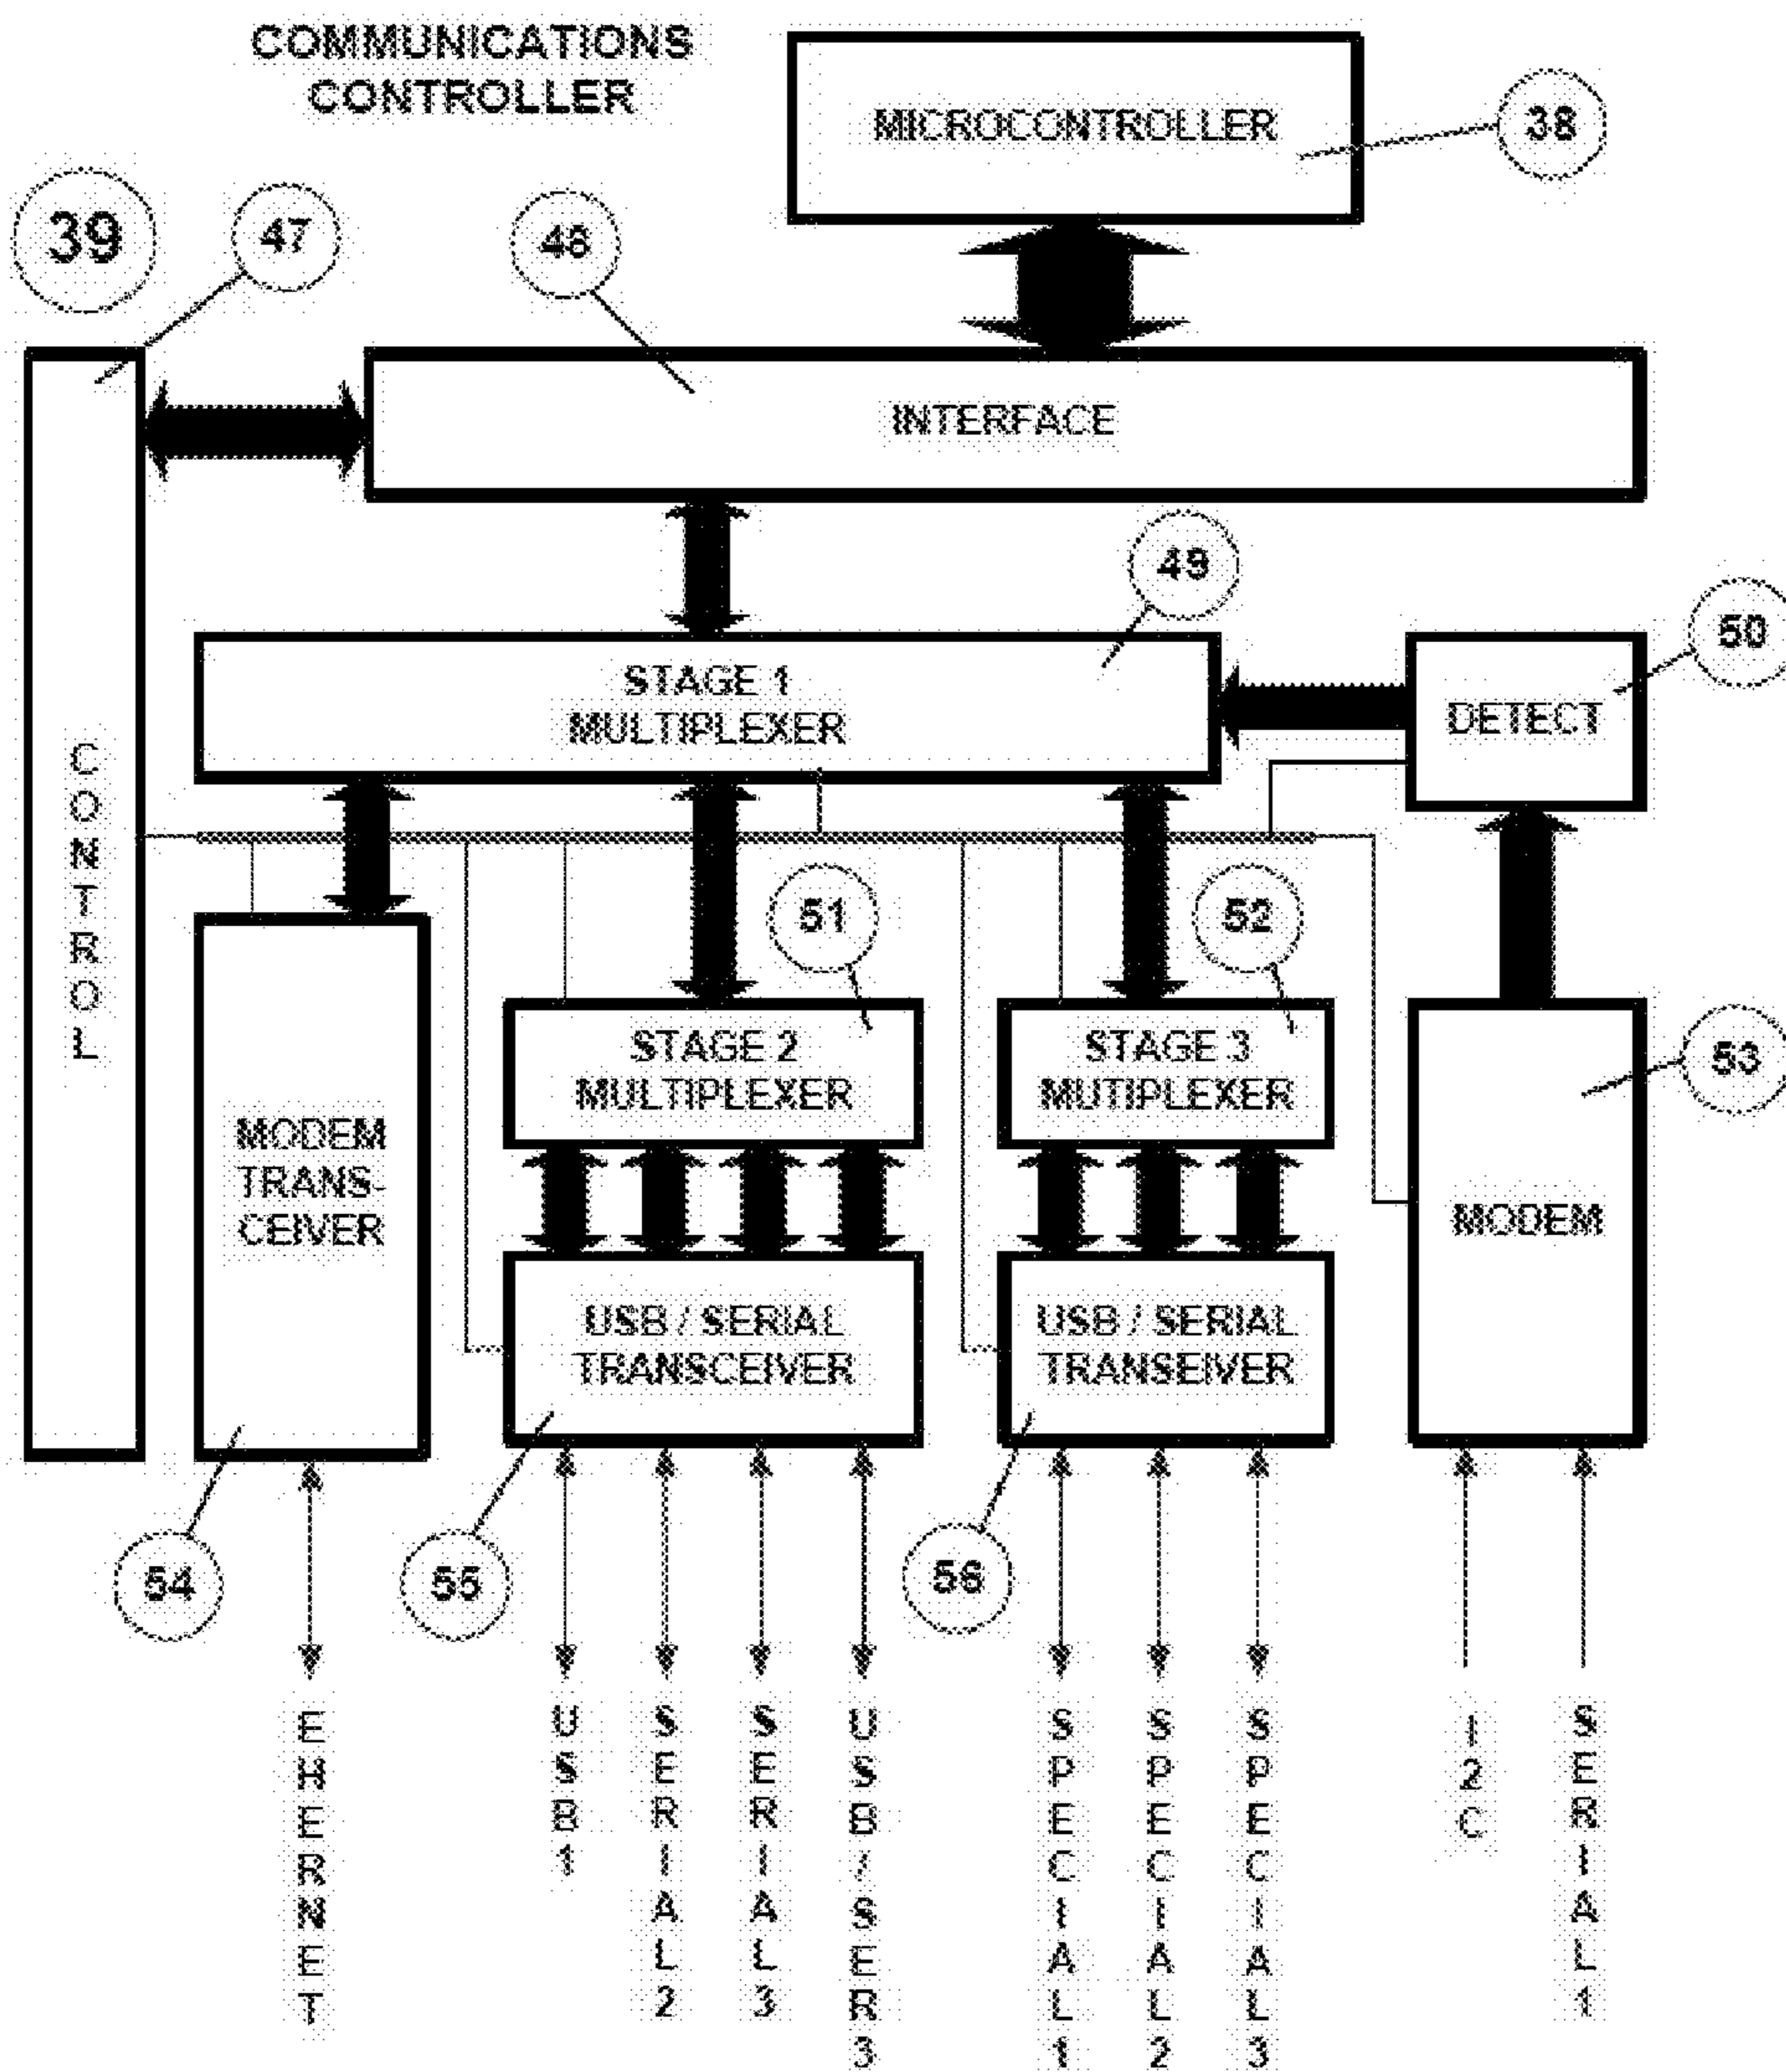 COMMUNICATIONS
CONTROLLER
MICROCONTROLLER
38
39
47
46
INTERFACE
49
50
STAGE 1
MULTIPLEXER
DETECT
CONTROL
51
52
STAGE 2
MULTIPLEXER
STAGE 3
MUTIPLEXER
53
MODEM
TRANS-
CEIVER
MODEM
USB / SERIAL
TRANSCEIVER
USB / SERIAL
TRANSEIVER
54
55
56
EHERNET
USB1
SERIAL2
SERIAL3
USB/SER3
SPECIAL1
SPECIAL2
SPECIAL3
I2C
SERIAL1